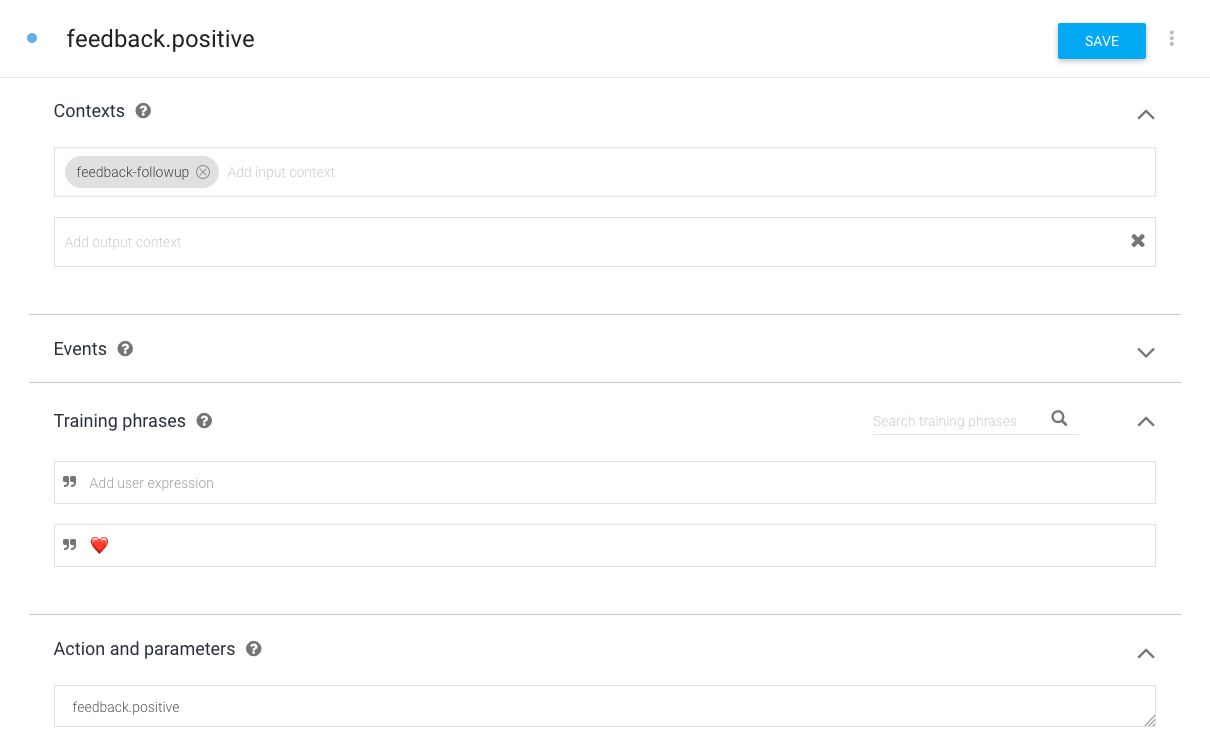 feedback.positive
SAVE
Contexts
feedback-followup Add input context
Add output context
Events
Training phrases
Search training phrases
Add user expression
❤️
Action and parameters
feedback.positive